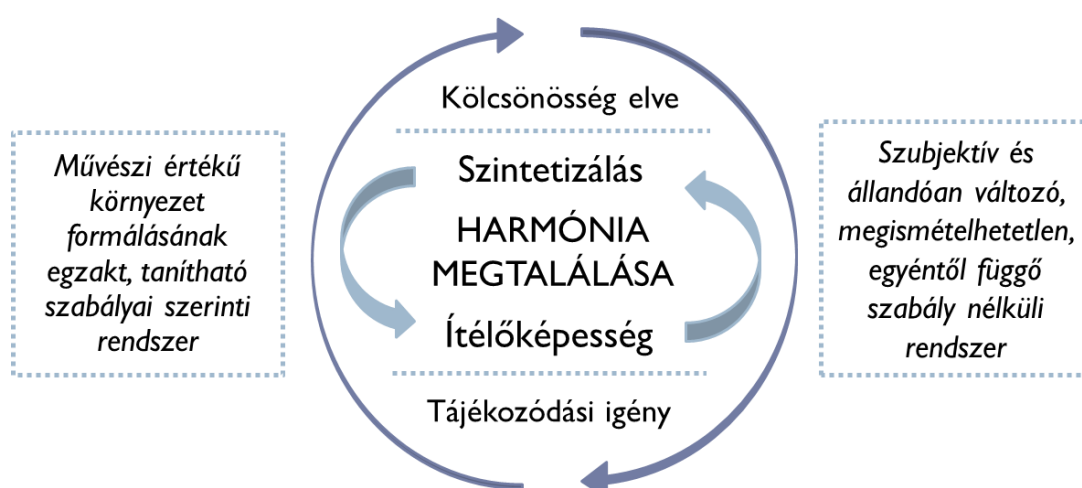 Művészi értékű
környezet
formálásának
egzakt, tanítható
szabályai szerinti
rendszer
Kölcsönösség elve
Szintetizálás
HARMÓNIA
MEGTALÁLÁSA
Ítélőképesség
Tájékozódási igény
Szubjektív és
állandóan változó,
megismételhetetlen,
egyéntől függő
szabály nélküli
rendszer